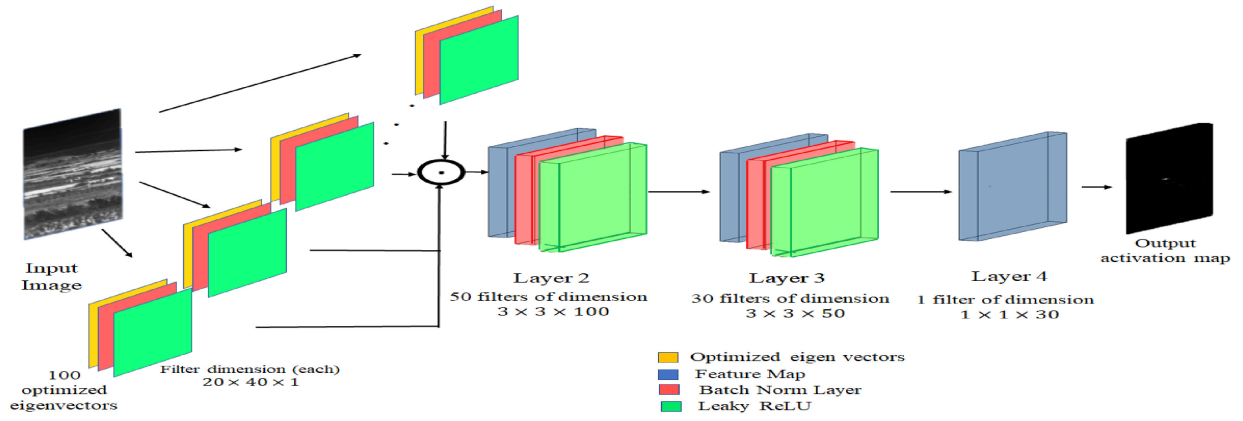 Input
Image
100
optimized
eigenvectors
Filter dimension (each)
20 × 40 × 1
Layer 2
50 filters of dimension
3 × 3 × 100
Layer 3
30 filters of dimension
3 × 3 × 50
Layer 4
1 filter of dimension
1 × 1 × 30
Output
activation map
Optimized eigen vectors
Feature Map
Batch Norm Layer
Leaky ReLU